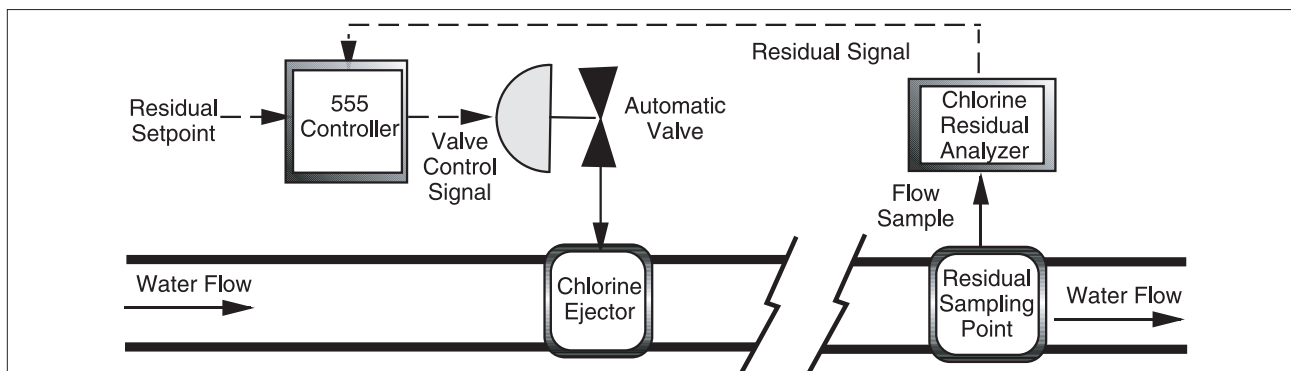 Residual Signal
Residual
Setpoint
555
Controller
Valve
Control
Signal
Automatic
Valve
Chlorine
Residual
Analyzer
Flow
Sample
Water Flow
Chlorine
Ejector
Residual
Sampling
Point
Water Flow